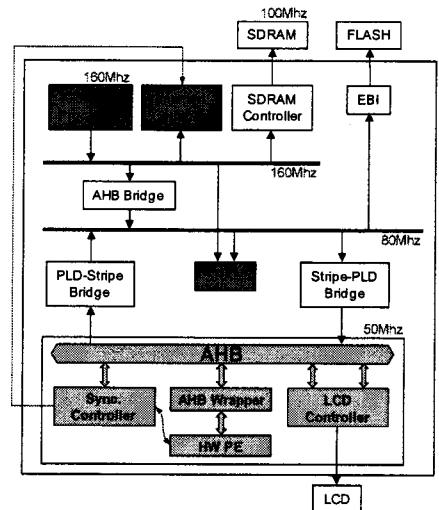 100Mhz
SDRAM
FLASH
160Mhz
SDRAM
Controller
EBI
160Mhz
AHB Bridge
80Mhz
PLD-Stripe
Bridge
Stripe-PLD
Bridge
50Mhz
AHB
Sync.
Controller
AHB Wrapper
LCD
Controller
HW PE
LCD